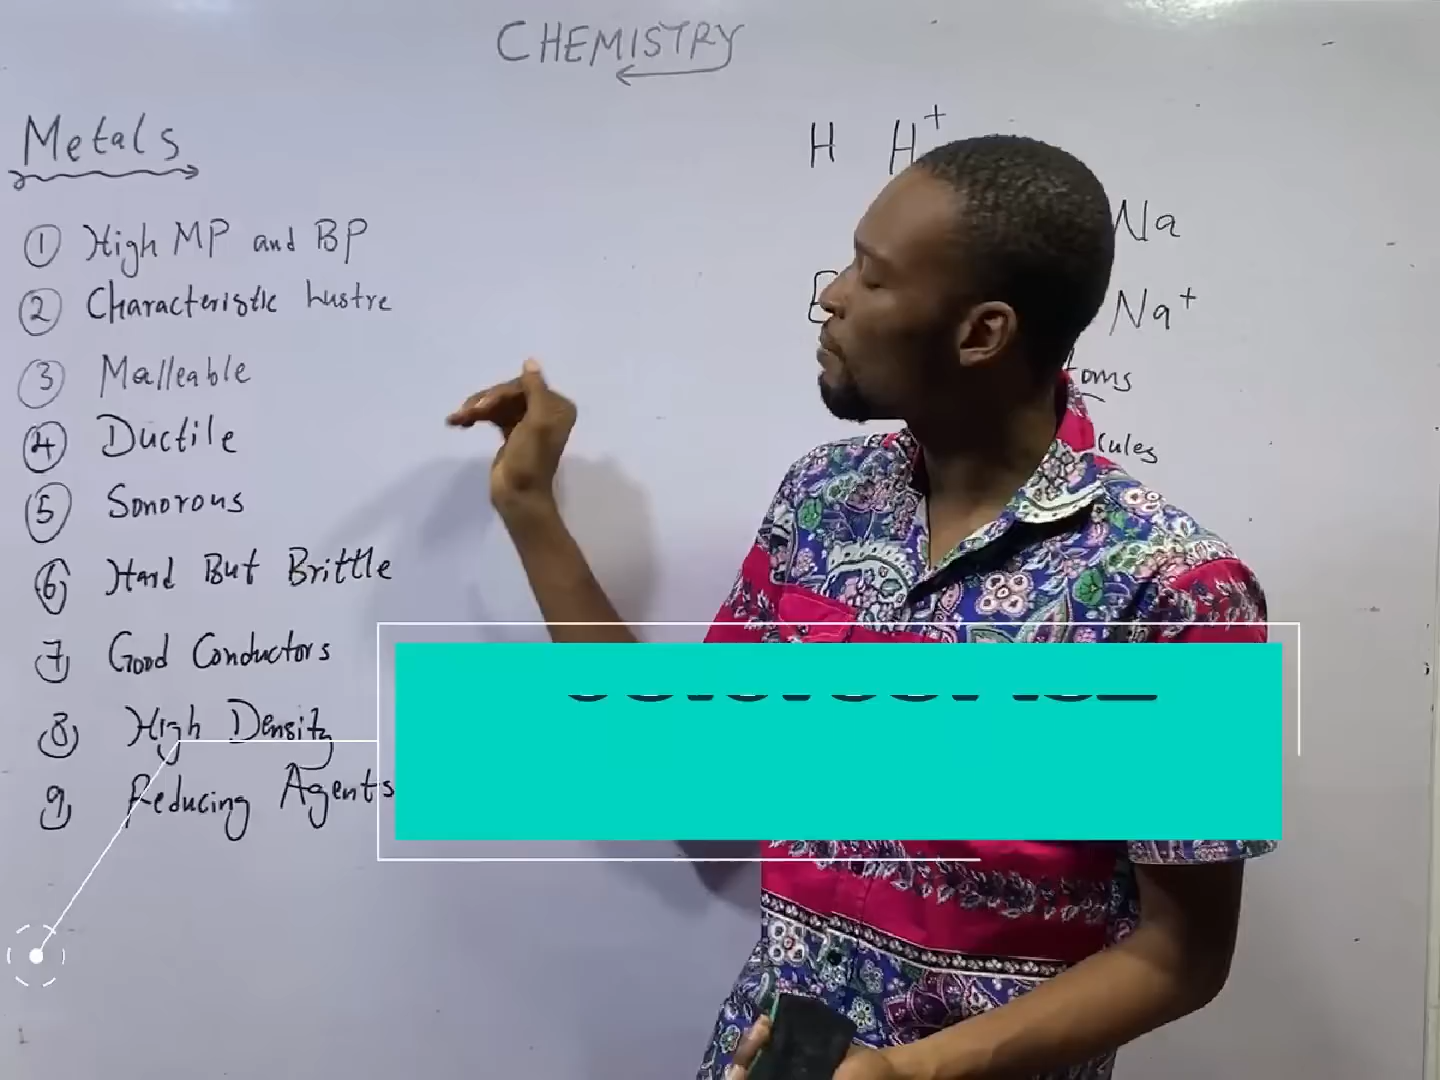 CHEMISTRY
Metals
① High MP and BP
② Characteristic Lustre
③ Malleable
④ Ductile
⑤ Sonorous
⑥ Hard But Brittle
⑦ Good Conductors
⑧ High Density
⑨ Reducing Agents
H H+
Na
Na+